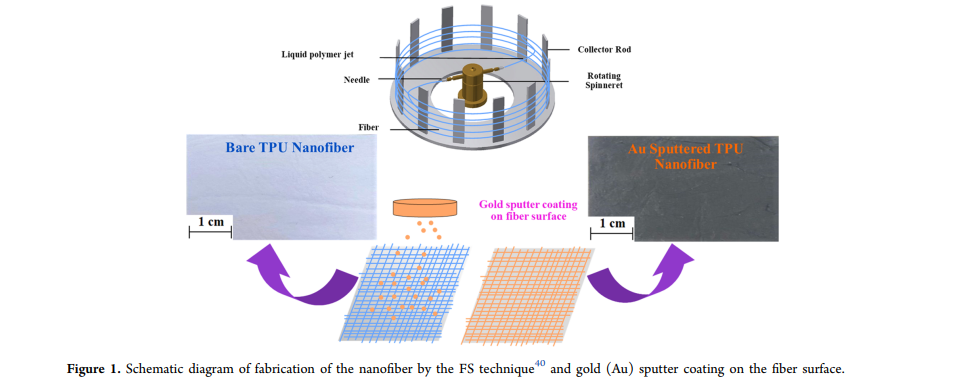 Liquid polymer jet
Collector Rod
Needle
Rotating
Spinneret
Fiber
Bare TPU Nanofiber
Au Sputtered TPU
Nanofiber
Gold sputter coating
on fiber surface
1 cm
1 cm
Figure 1. Schematic diagram of fabrication of the nanofiber by the FS technique40 and gold (Au) sputter coating on the fiber surface.